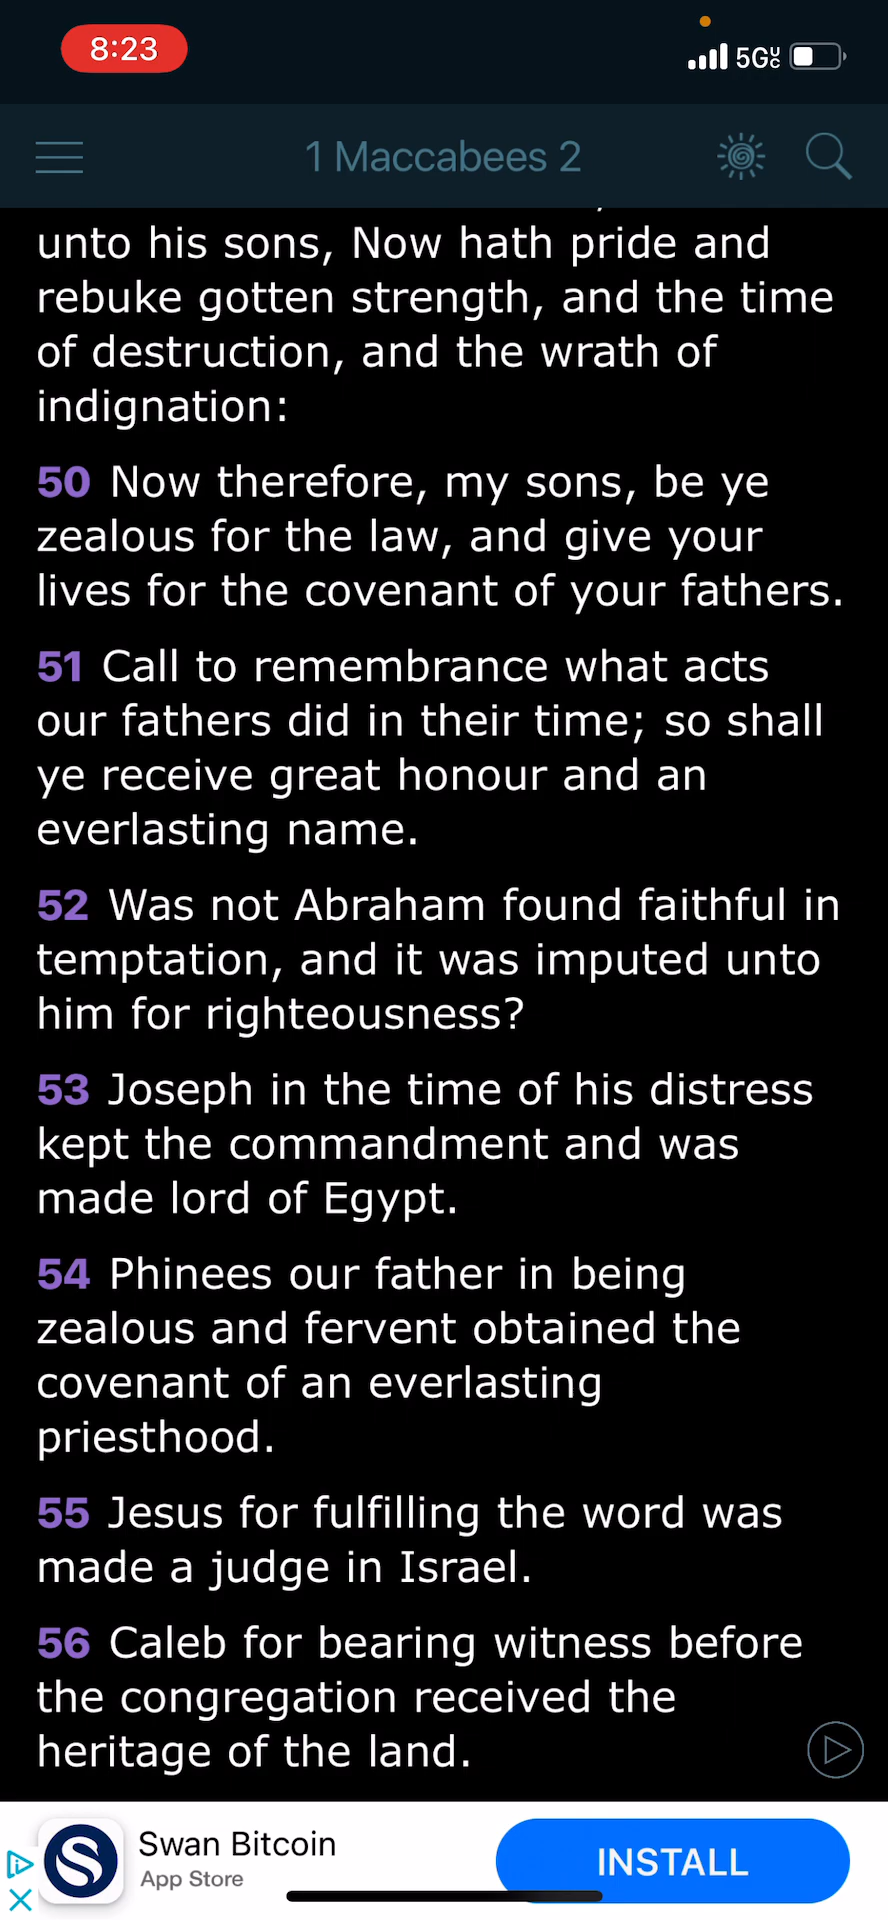 8:23
5G UC
1 Maccabees 2
unto his sons, Now hath pride and
rebuke gotten strength, and the time
of destruction, and the wrath of
indignation:
50 Now therefore, my sons, be ye
zealous for the law, and give your
lives for the covenant of your fathers.
51 Call to remembrance what acts
our fathers did in their time; so shall
ye receive great honour and an
everlasting name.
52 Was not Abraham found faithful in
temptation, and it was imputed unto
him for righteousness?
53 Joseph in the time of his distress
kept the commandment and was
made lord of Egypt.
54 Phinees our father in being
zealous and fervent obtained the
covenant of an everlasting
priesthood.
55 Jesus for fulfilling the word was
made a judge in Israel.
56 Caleb for bearing witness before
the congregation received the
heritage of the land.
Swan Bitcoin
App Store
INSTALL